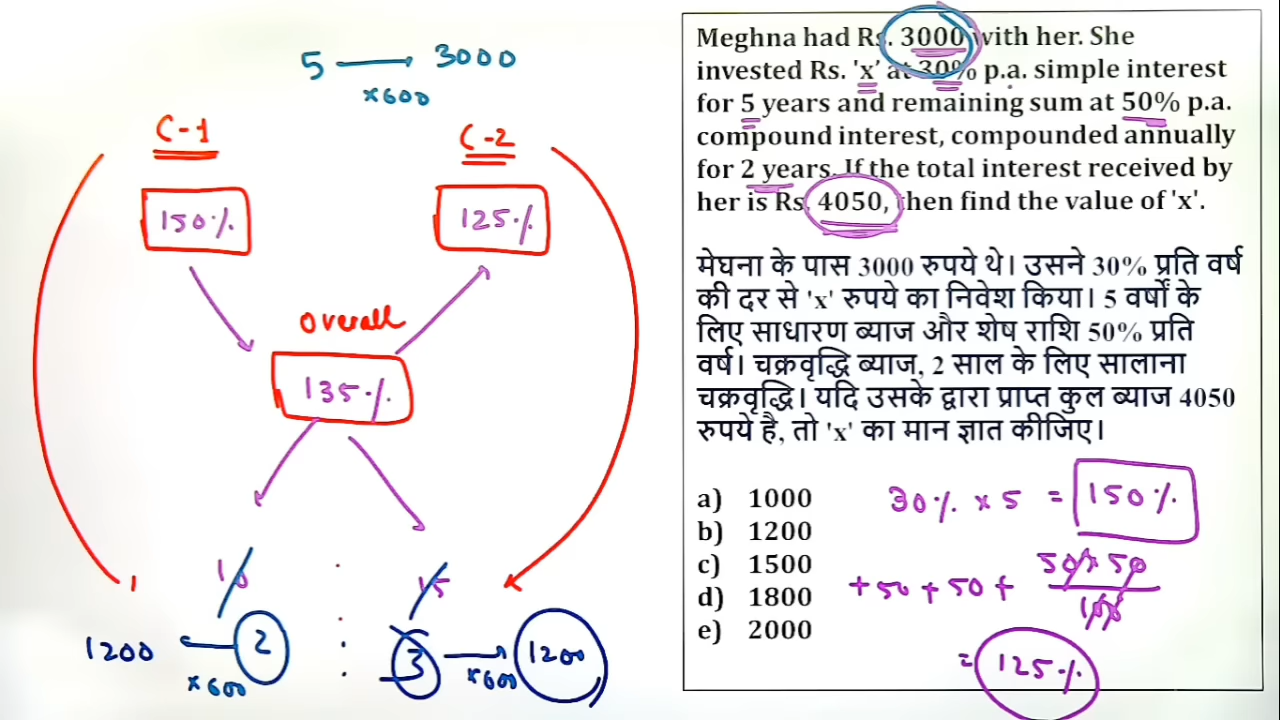 5 → 3000
×600
C-1
C-2
150%
125%
Overall
135%
10 : 15
1200 ← 2 : 3 → 1200
×600
×600
Meghna had Rs. 3000 with her. She
invested Rs. 'x' at 30% p.a. simple interest
for 5 years and remaining sum at 50% p.a.
compound interest, compounded annually
for 2 years. If the total interest received by
her is Rs. 4050, then find the value of 'x'.
मेघना के पास 3000 रुपये थे। उसने 30% प्रति वर्ष
की दर से 'x' रुपये का निवेश किया। 5 वर्षों के
लिए साधारण ब्याज और शेष राशि 50% प्रति
वर्ष। चक्रवृद्धि ब्याज, 2 साल के लिए सालाना
चक्रवृद्धि। यदि उसके द्वारा प्राप्त कुल ब्याज 4050
रुपये है, तो 'x' का मान ज्ञात कीजिए।
a) 1000
b) 1200
c) 1500
d) 1800
e) 2000
30% × 5 = 150%
+50 + 50 + 50×50
100
= 125%